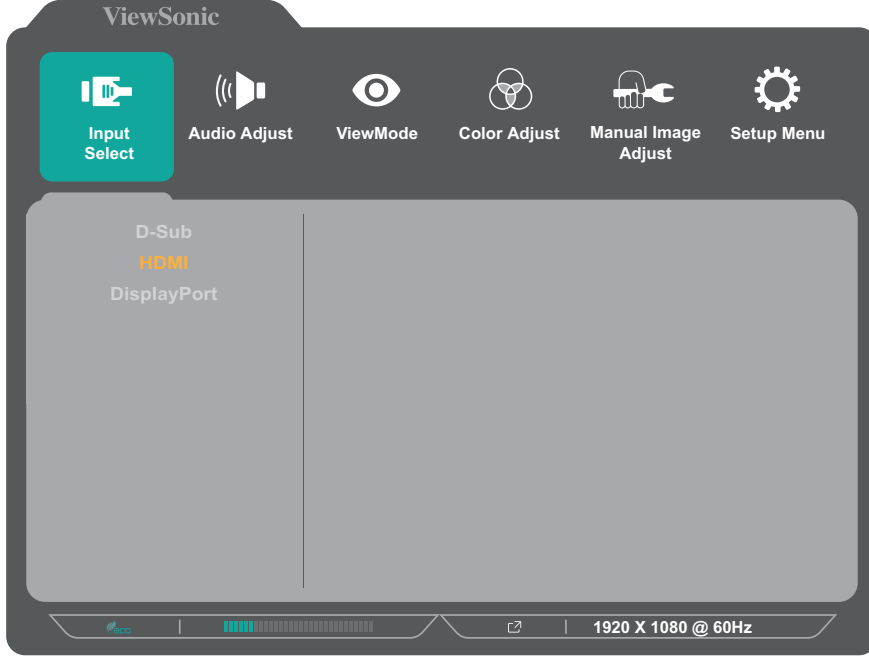 ViewSonic
Input
Select
Audio Adjust
ViewMode
Color Adjust
Manual Image
Adjust
Setup Menu
D-Sub
HDMI
DisplayPort
eco
1920 X 1080 @ 60Hz